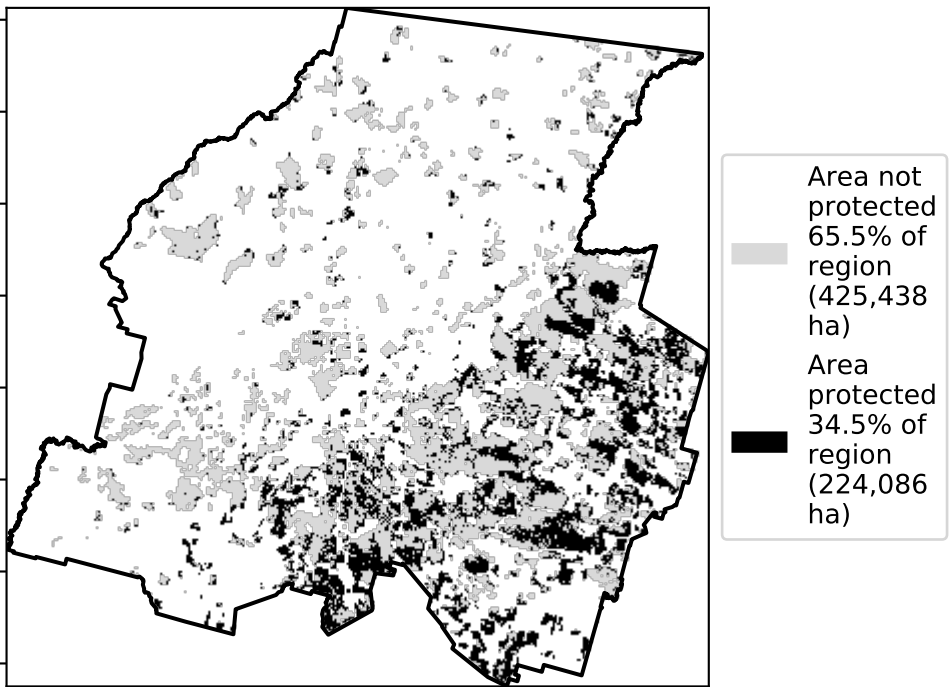 Area not
protected
65.5% of
region
(425,438
ha)
Area
protected
34.5% of
region
(224,086
ha)